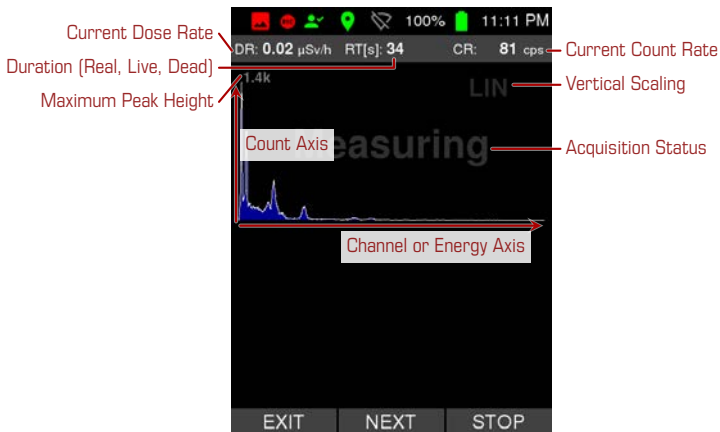 100% 11:11 PM
Current Dose Rate
DR: 0.02 µSv/h RT[s]: 34 CR: 81 cps
Current Count Rate
Duration (Real, Live, Dead)
Maximum Peak Height
1.4k
LIN
Vertical Scaling
Count Axis
Measuring
Acquisition Status
Channel or Energy Axis
EXIT NEXT STOP